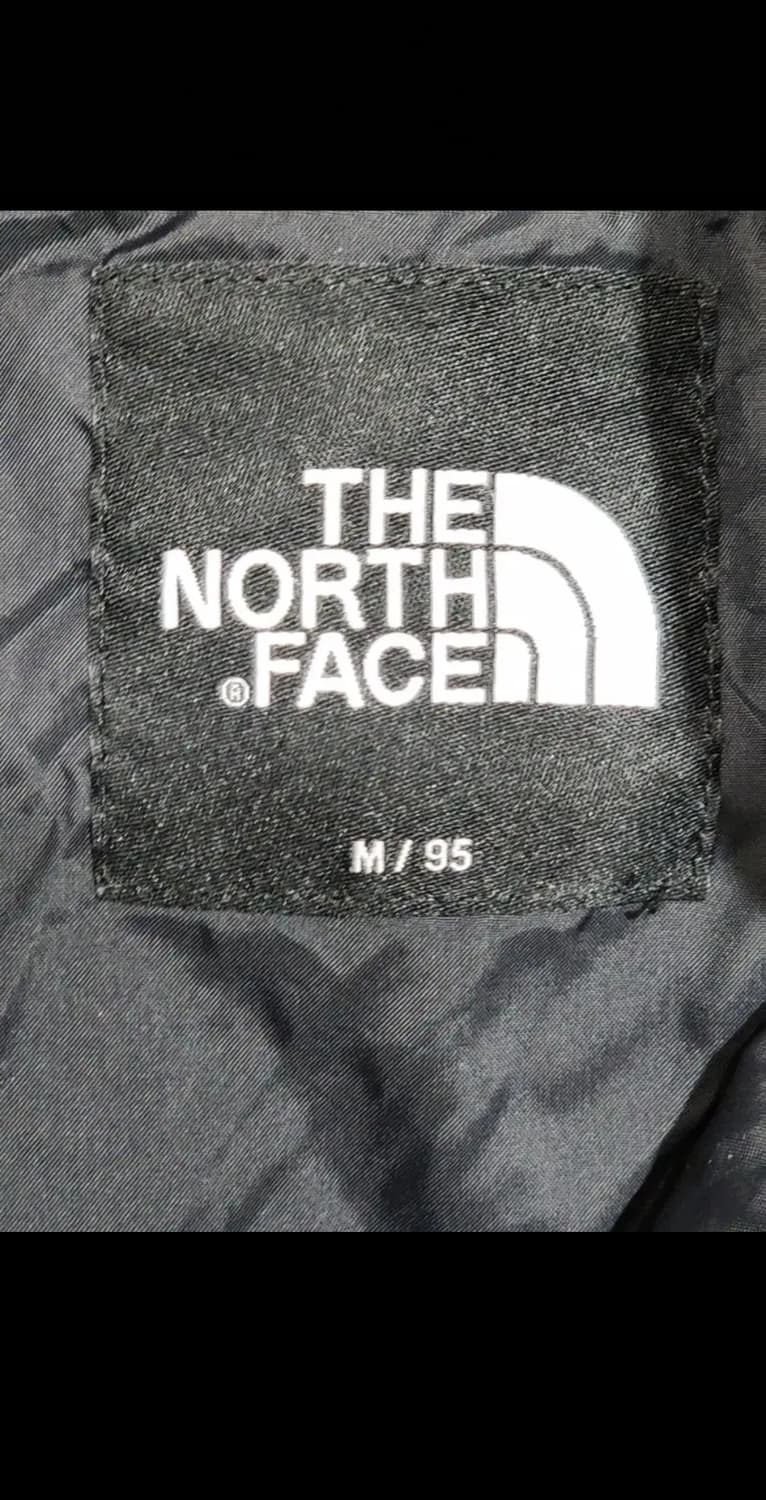 THE
NORTH
®FACE
M / 95